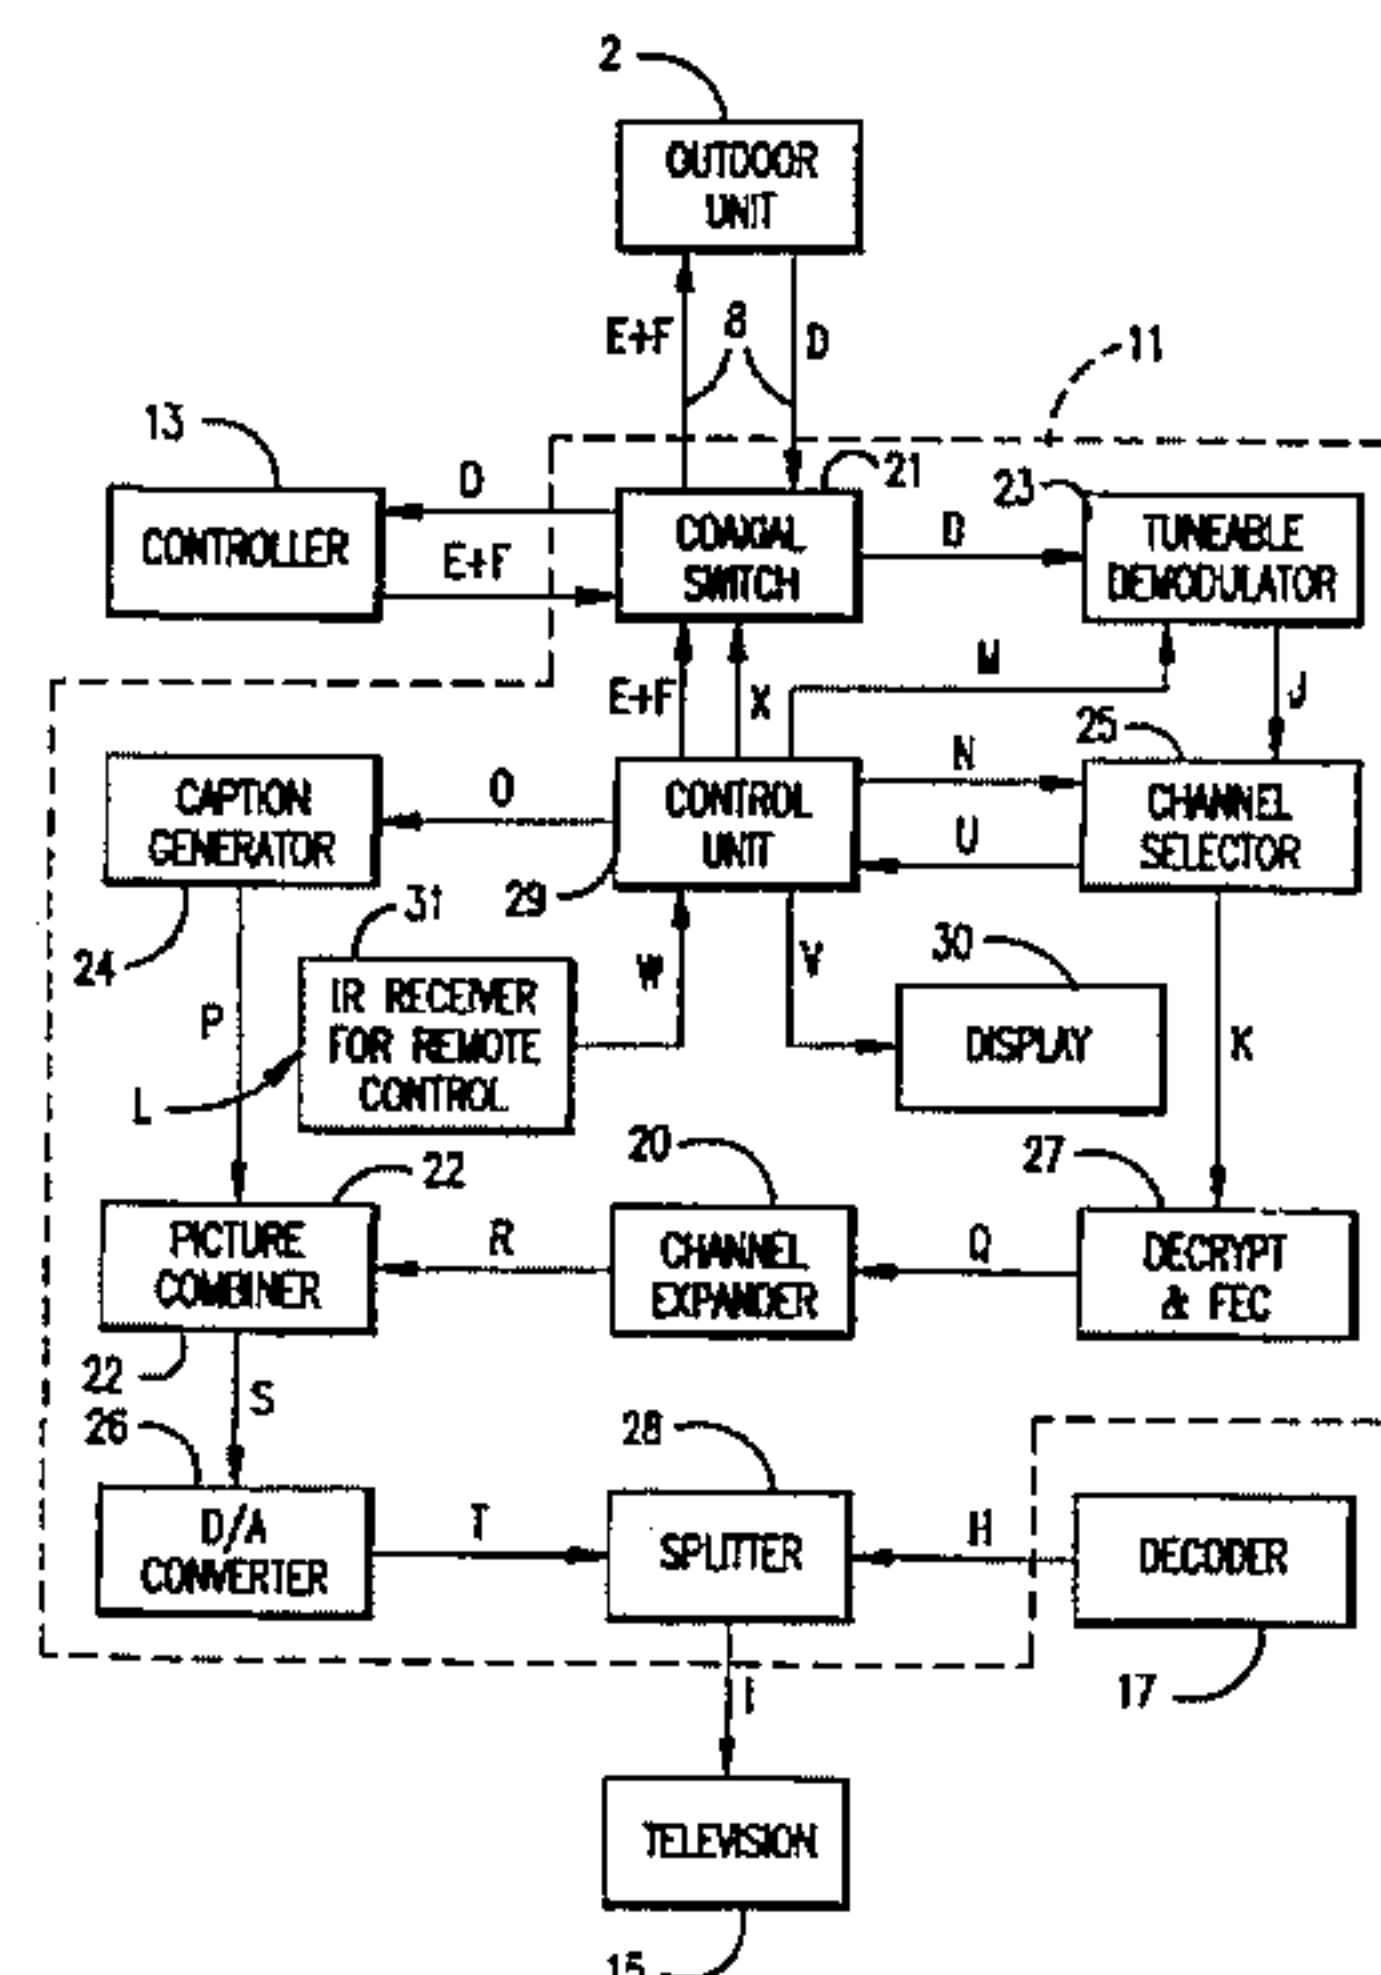 2
OUTDOOR
UNIT
E+F
8
D
11
13
D
21
23
CONTROLLER
E+F
COAXIAL
SWITCH
D
TUNEABLE
DEMODULATOR
E+F
X
M
J
25
CAPTION
GENERATOR
O
CONTROL
UNIT
N
U
CHANNEL
SELECTOR
24
31
29
W
V
30
P
IR RECEIVER
FOR REMOTE
CONTROL
DISPLAY
K
L
22
20
27
PICTURE
COMBINER
R
CHANNEL
EXPANDER
Q
DECRYPT
& FEC
22
S
26
28
D/A
CONVERTER
T
SPLITTER
H
DECODER
I
17
TELEVISION
15